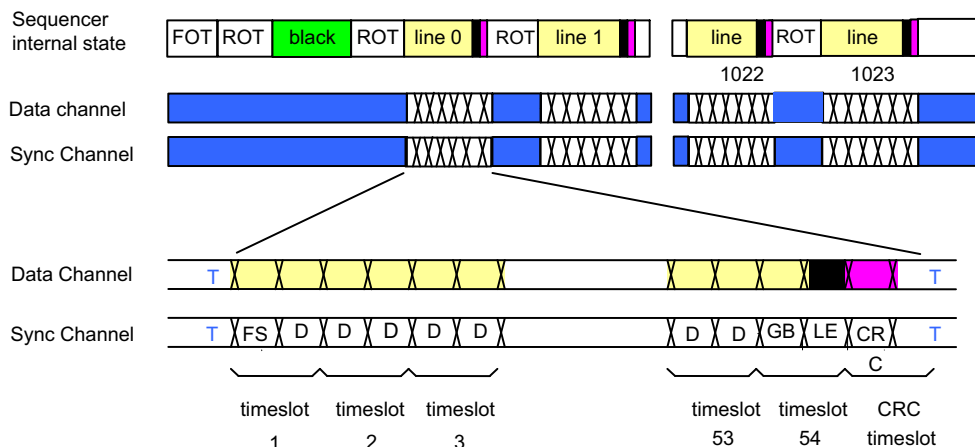 Sequencer
internal state
FOT ROT black ROT line 0 ROT line 1 line ROT line
1022 1023
Data channel
Sync Channel
Data Channel T T
Sync Channel T FS D D D D D D D GB LE CR T
C
timeslot timeslot timeslot timeslot timeslot CRC
1 2 3 53 54 timeslot